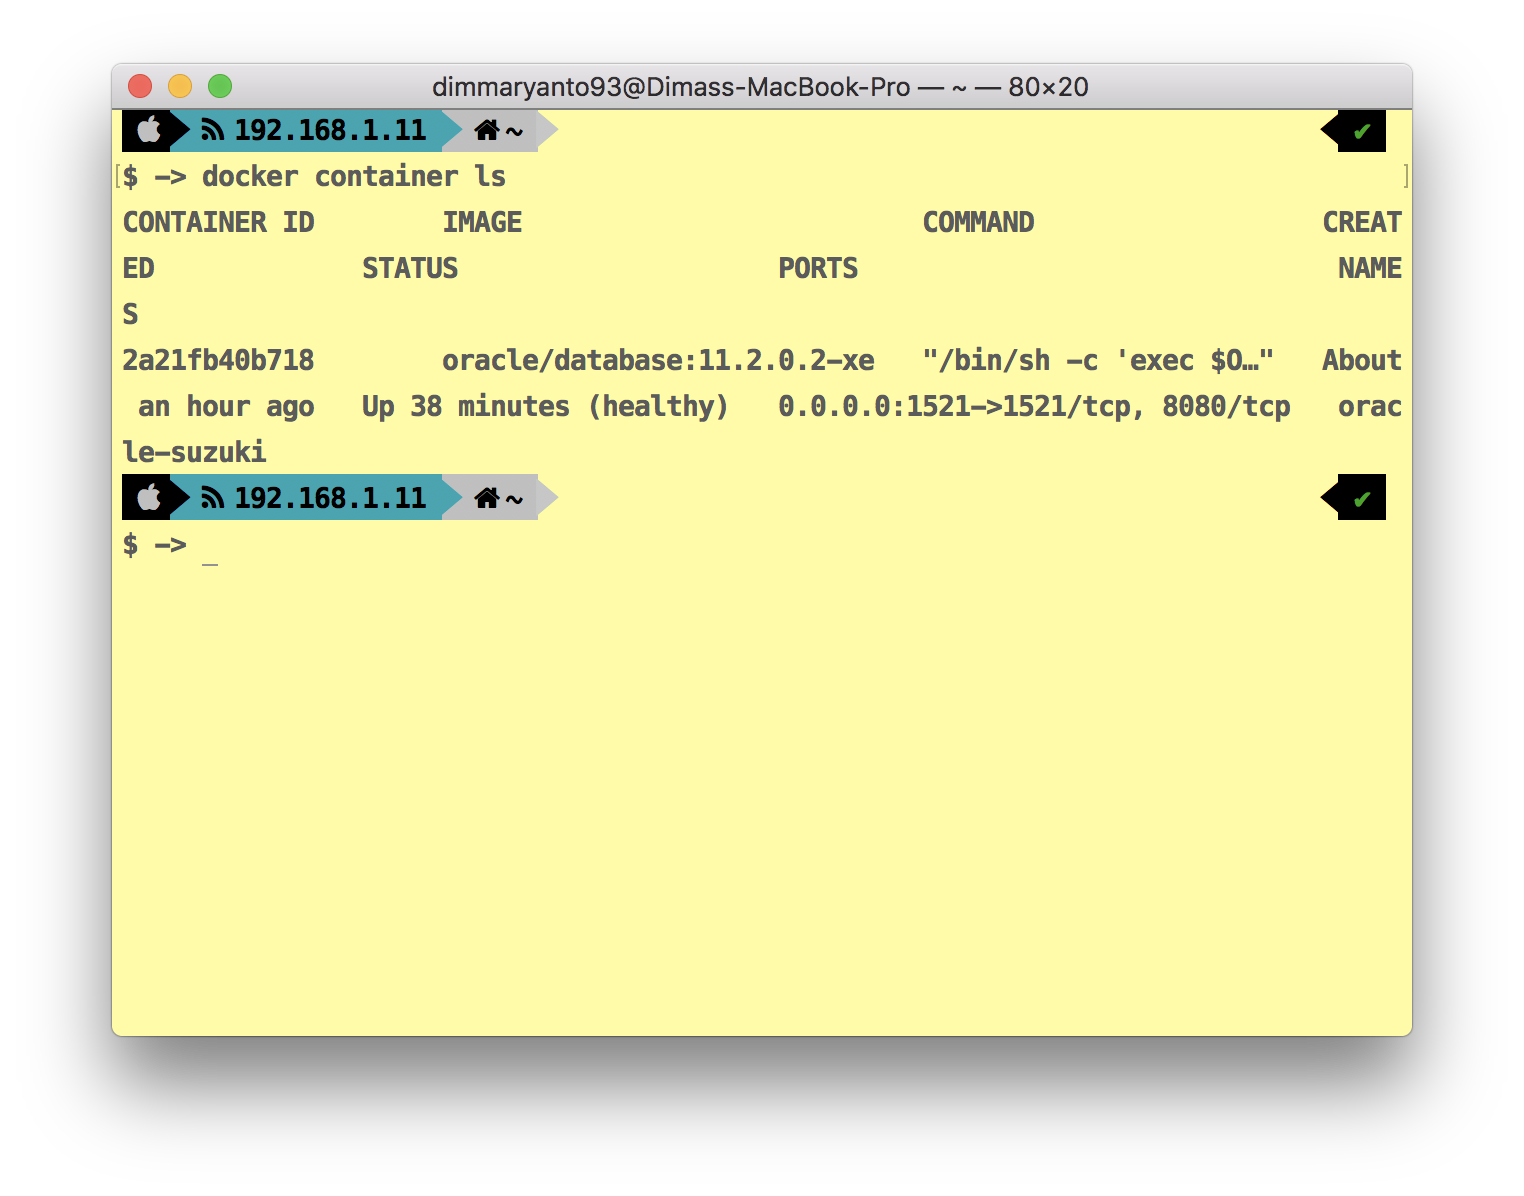 dimmaryanto93@Dimass-MacBook-Pro — ~ — 80×20
192.168.1.11 ~ ✔
[$ -> docker container ls ]
CONTAINER ID        IMAGE                         COMMAND                  CREAT
ED             STATUS                    PORTS                              NAME
S
2a21fb40b718        oracle/database:11.2.0.2-xe   "/bin/sh -c 'exec $O…"   About
 an hour ago   Up 38 minutes (healthy)   0.0.0.0:1521->1521/tcp, 8080/tcp   orac
le-suzuki
192.168.1.11 ~ ✔
$ -> _